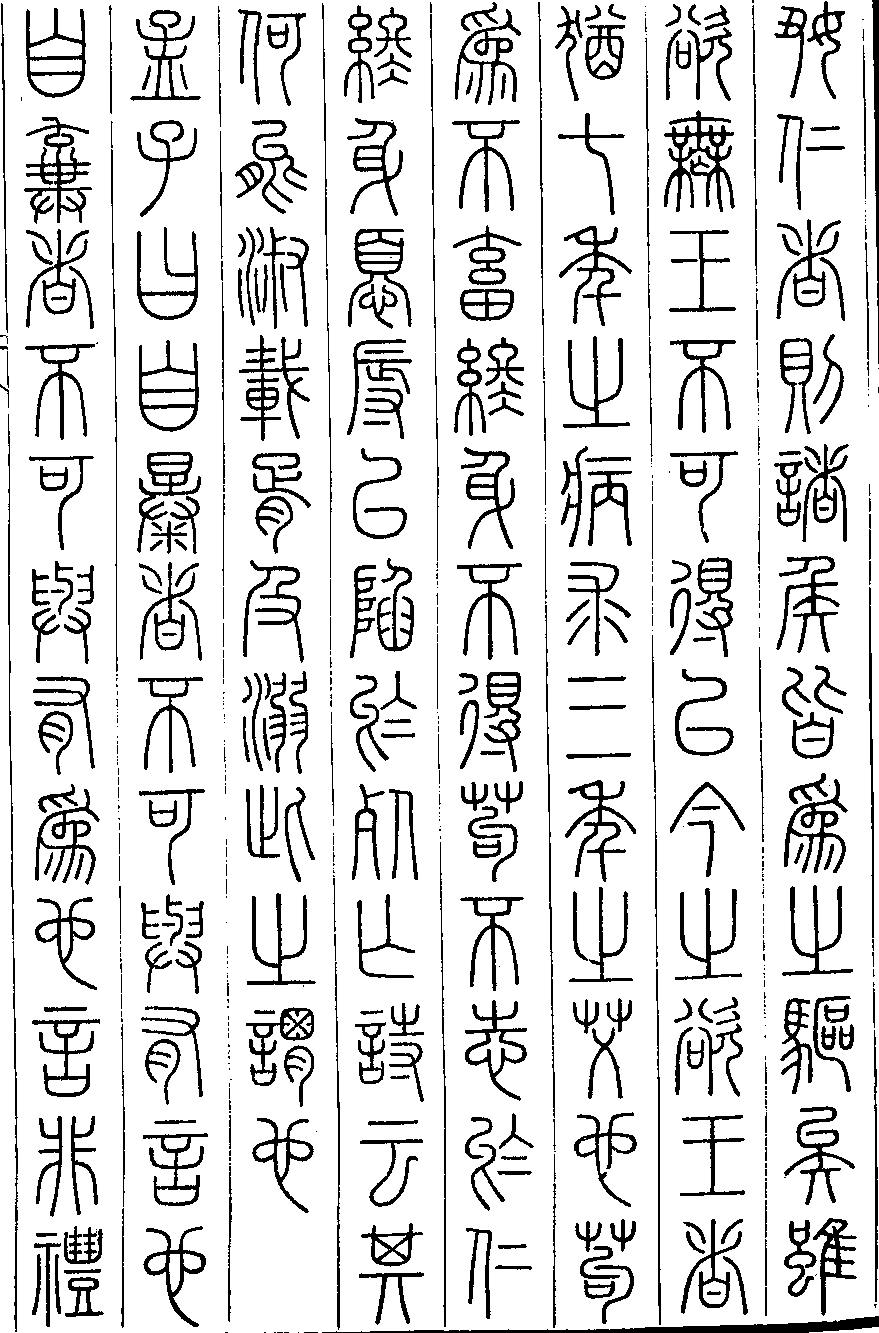 好仁者則諸侯皆爲之驅矣雖
欲無王不可得已今之欲王者
猶七年之病求三年之艾也苟
爲不畜終身不得苟不志於仁
終身憂辱以陷於死亡詩云其
何能淑載胥及溺此之謂也
孟子曰自暴者不可與有言也
自棄者不可與有爲也言非禮